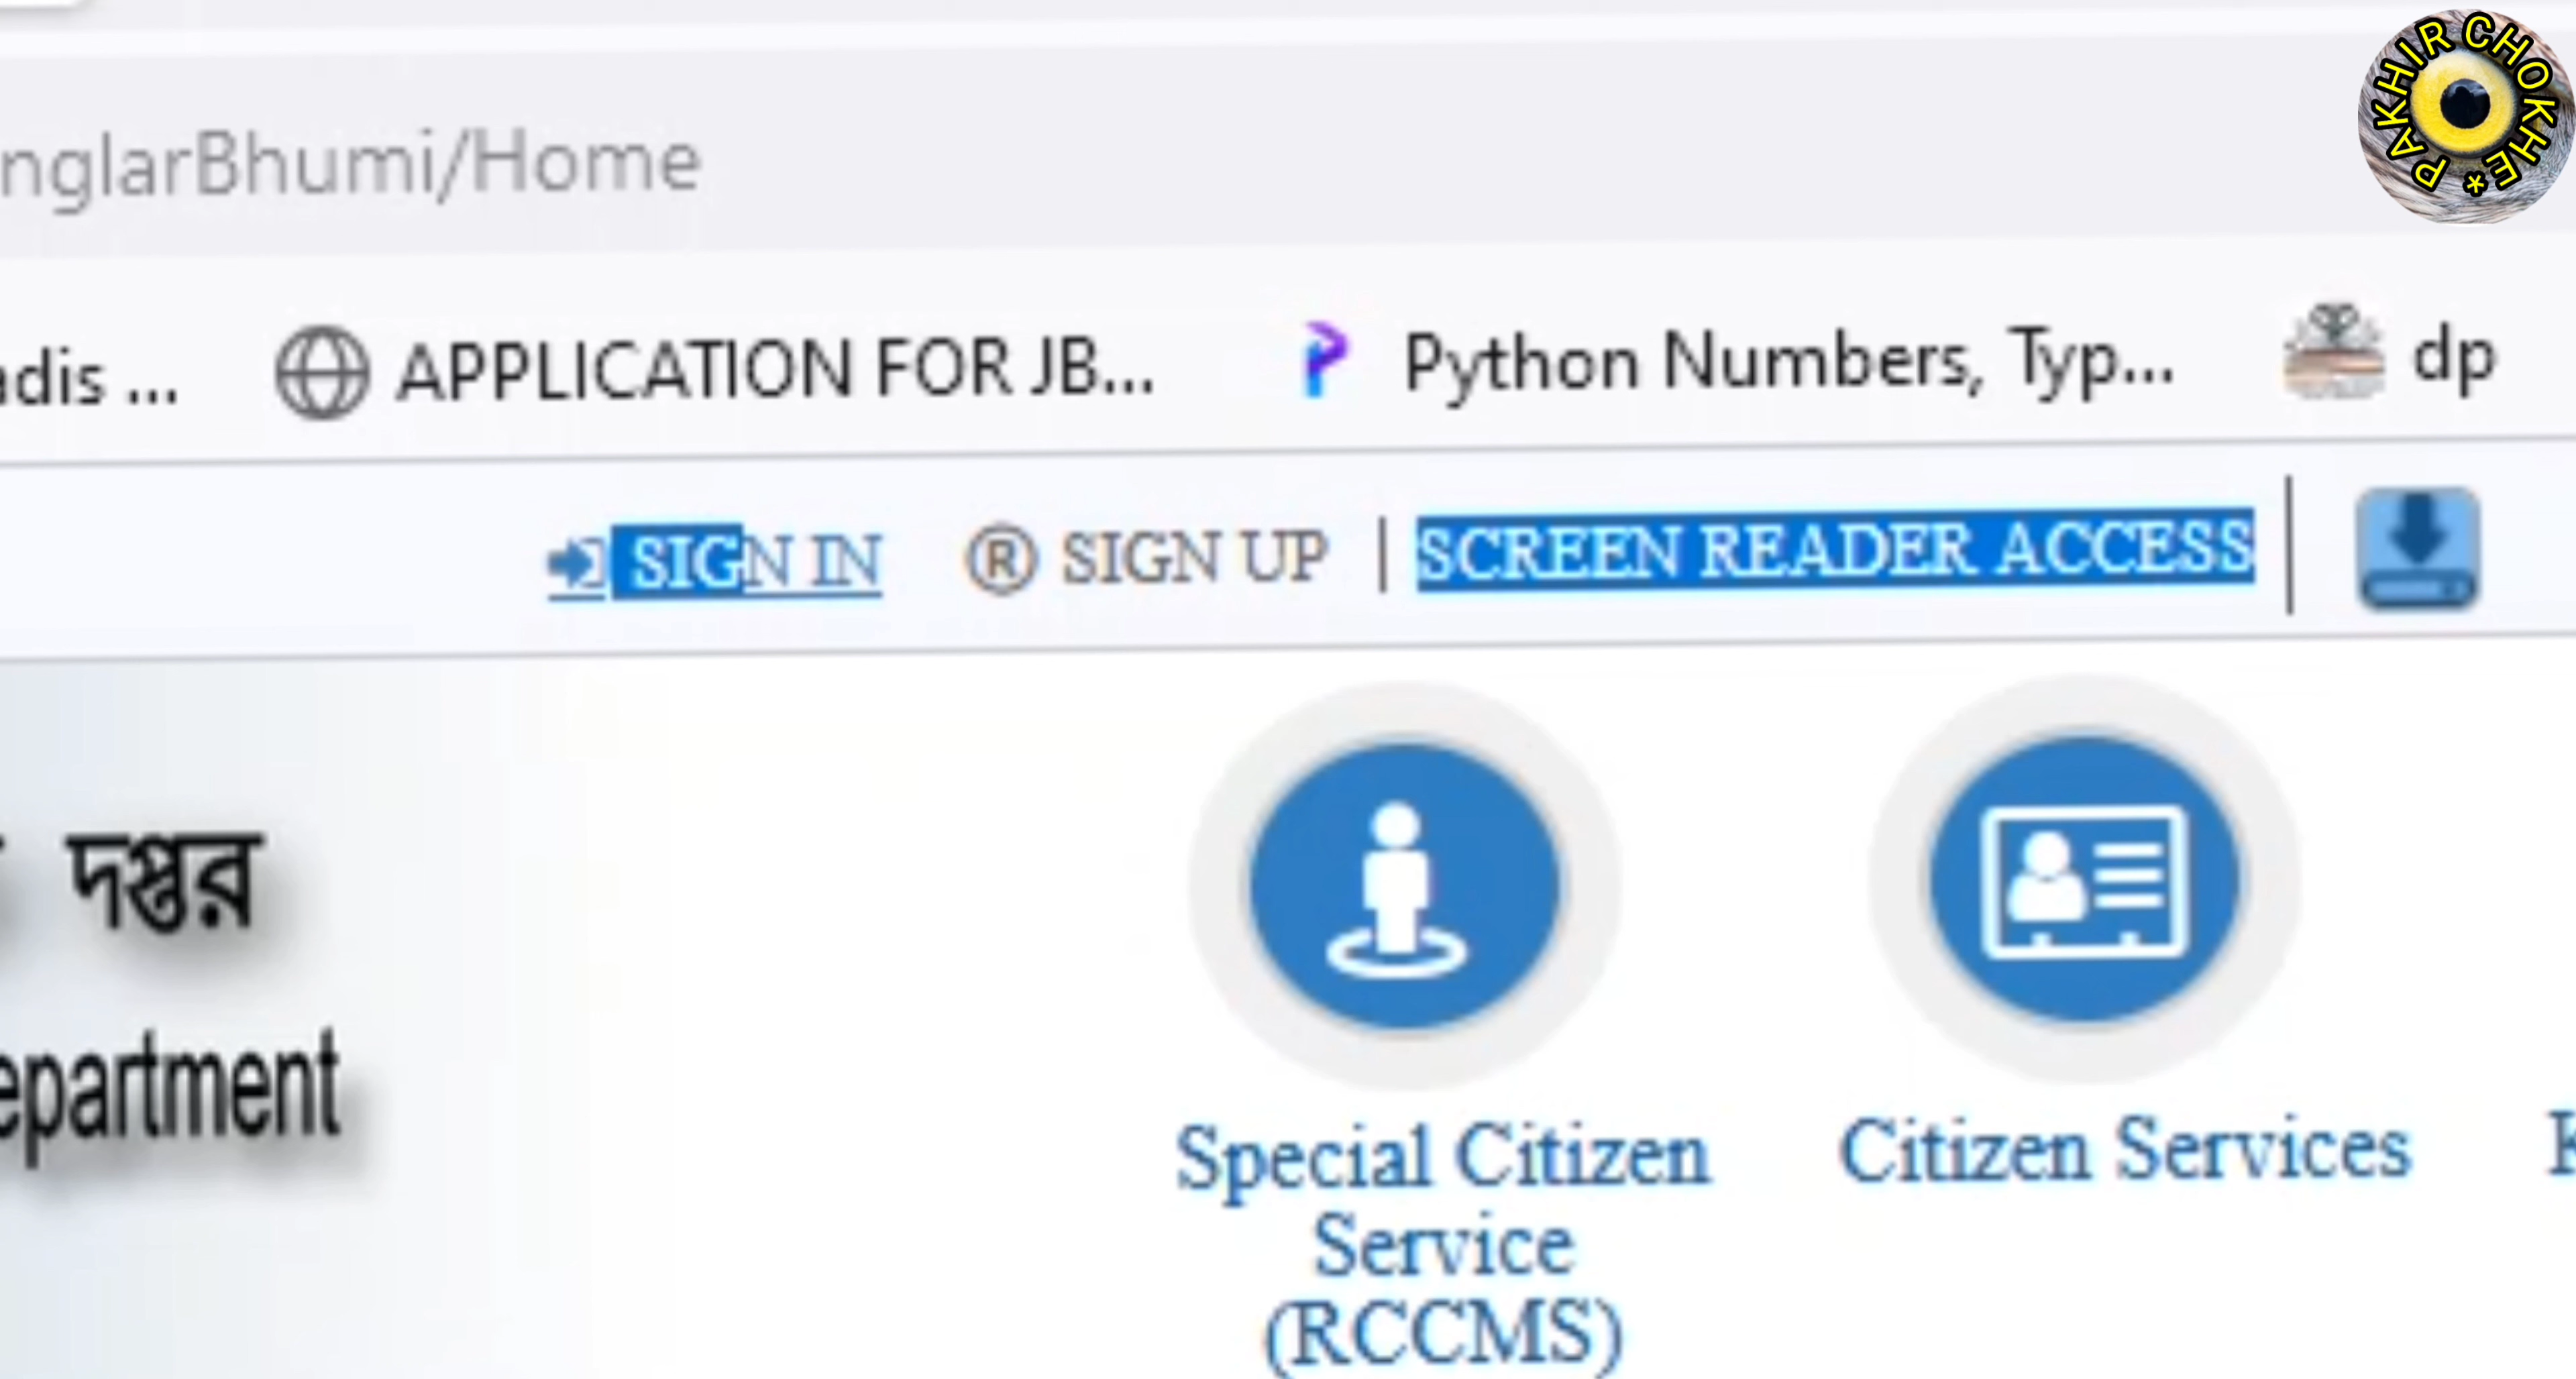 PAKHIR CHOKHE *
nglarBhumi/Home
adis ...
APPLICATION FOR JB...
Python Numbers, Typ...
dp
SIGN IN
® SIGN UP
| SCREEN READER ACCESS |
দপ্তর
epartment
Special Citizen
Service
(RCCMS)
Citizen Services
K